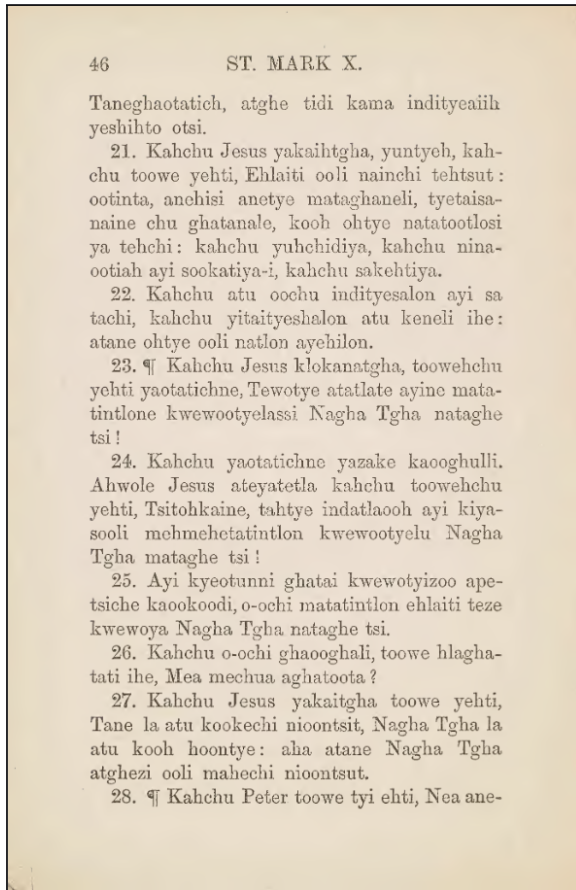 46 ST. MARK X.
Taneghaotatich, atghe tidi kama indityeaiih
yeshihto otsi.
21. Kahchu Jesus yakaihtgha, yuntyeh, kah-
chu toowe yehti, Ehlaiti ooli nainchi tehtsut:
ootinta, anchisi anetye mataghaneli, tyetaisa-
naine chu ghatanale, kooh ohtye natatootlosi
ya tehchi: kahchu yuhchidiya, kahchu nina-
ootiah ayi sookatiya-i, kahchu sakehtiya.
22. Kahchu atu oochu indityesalon ayi sa
tachi, kahchu yitaityeshalon atu keneli ihe:
atane ohtye ooli natlon ayehilon.
23. ¶ Kahchu Jesus klokanatgha, toowehchu
yehti yaotatichne, Tewotye atatlate ayine mata-
tintlone kwewootyelassi Nagha Tgha nataghe
tsi!
24. Kahchu yaotatichne yazake kaooghulli.
Ahwole Jesus ateyatetla kahchu toowehchu
yehti, Tsitohkaine, tahtye indatlaooh ayi kiya-
sooli mehmehetatintlon kwewootyelu Nagha
Tgha mataghe tsi!
25. Ayi kyeotunni ghatai kwewotyizoo ape-
tsiche kaookoodi, o-ochi matatintlon ehlaiti teze
kwewoya Nagha Tgha nataghe tsi.
26. Kahchu o-ochi ghaooghali, toowe hlagha-
tati ihe, Mea mechua aghatoota?
27. Kahchu Jesus yakaitgha toowe yehti,
Tane la atu kookechi nioontsit, Nagha Tgha la
atu kooh hoontye: aha atane Nagha Tgha
atghezi ooli mahechi nioontsut.
28. ¶ Kahchu Peter toowe tyi ehti, Nea ane-